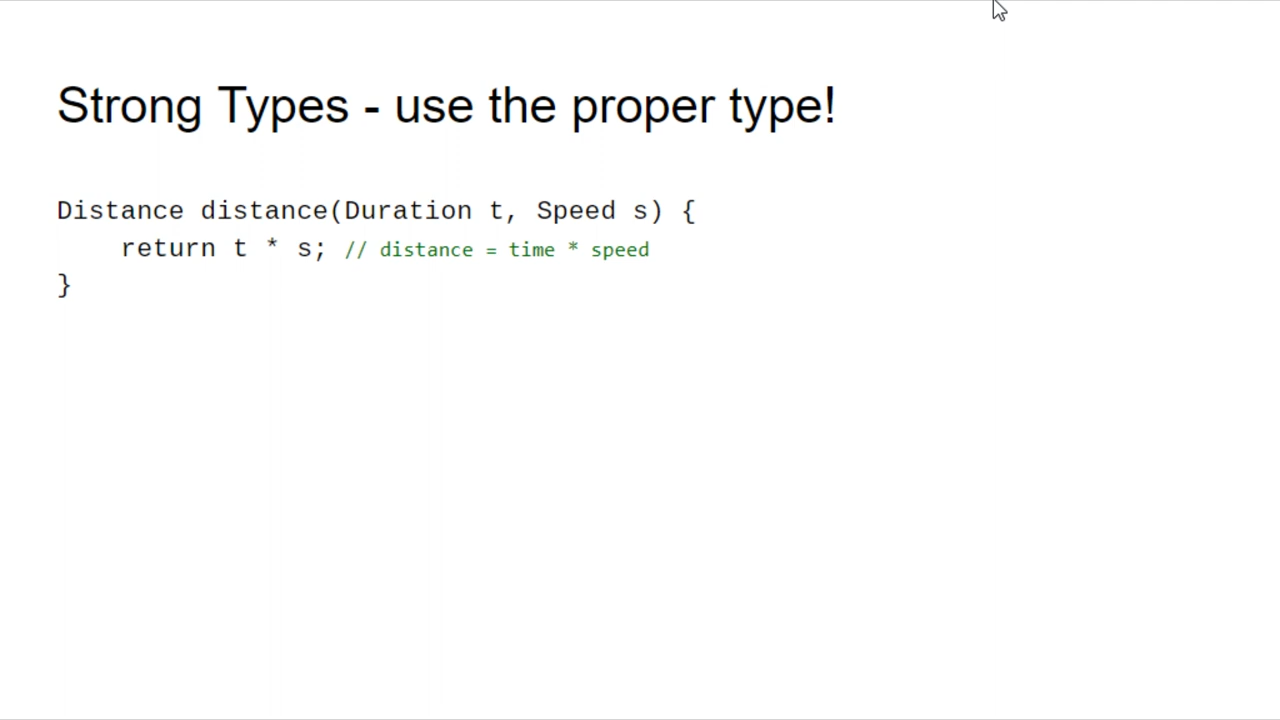 Strong Types - use the proper type!
Distance distance(Duration t, Speed s) {
    return t * s; // distance = time * speed
}